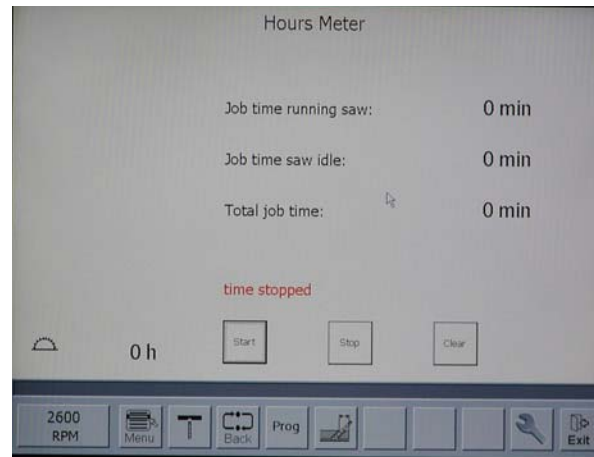 Hours Meter
Job time running saw: 0 min
Job time saw idle: 0 min
Total job time: 0 min
time stopped
0 h Start Stop Clear
2600
RPM
Menu
Back
Prog
Exit